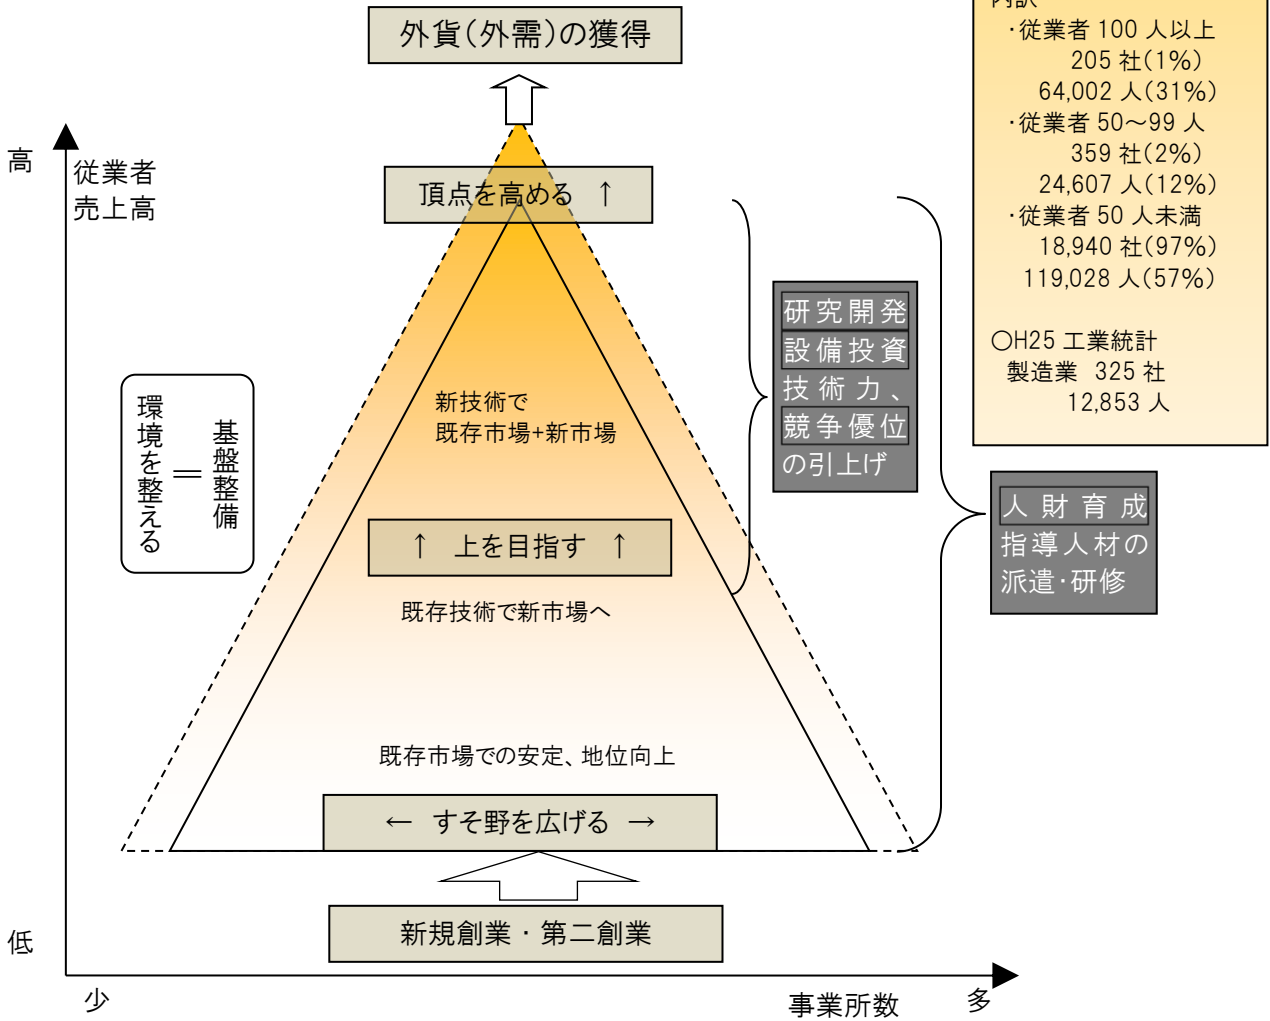 外貨(外需)の獲得
内訳
・従業者 100 人以上
205 社(1%)
64,002 人(31%)
・従業者 50~99 人
359 社(2%)
24,607 人(12%)
・従業者 50 人未満
18,940 社(97%)
119,028 人(57%)
○H25 工業統計
製造業 325 社
12,853 人
高
従業者
売上高
頂点を高める ↑
研究開発
設備投資
技術力、
競争優位
の引上げ
新技術で
既存市場+新市場
基盤整備
=
環境を整える
人財育成
指導人材の
派遣・研修
↑ 上を目指す ↑
既存技術で新市場へ
既存市場での安定、地位向上
← すそ野を広げる →
新規創業・第二創業
低
少
事業所数
多